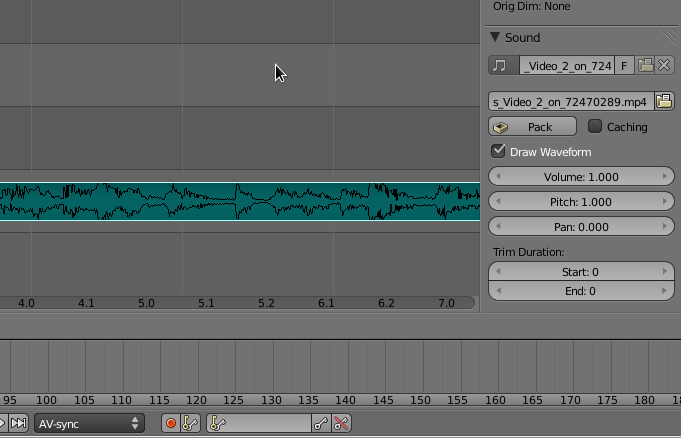 Orig Dim: None
Sound
_Video_2_on_724
F
s_Video_2_on_72470289.mp4
Pack
Caching
Draw Waveform
Volume: 1.000
Pitch: 1.000
Pan: 0.000
Trim Duration:
Start: 0
End: 0
4.0 4.1 5.0 5.1 5.2 6.1 6.2 7.0
95 100 105 110 115 120 125 130 135 140 145 150 155 160 165 170 175 180 18
AV-sync